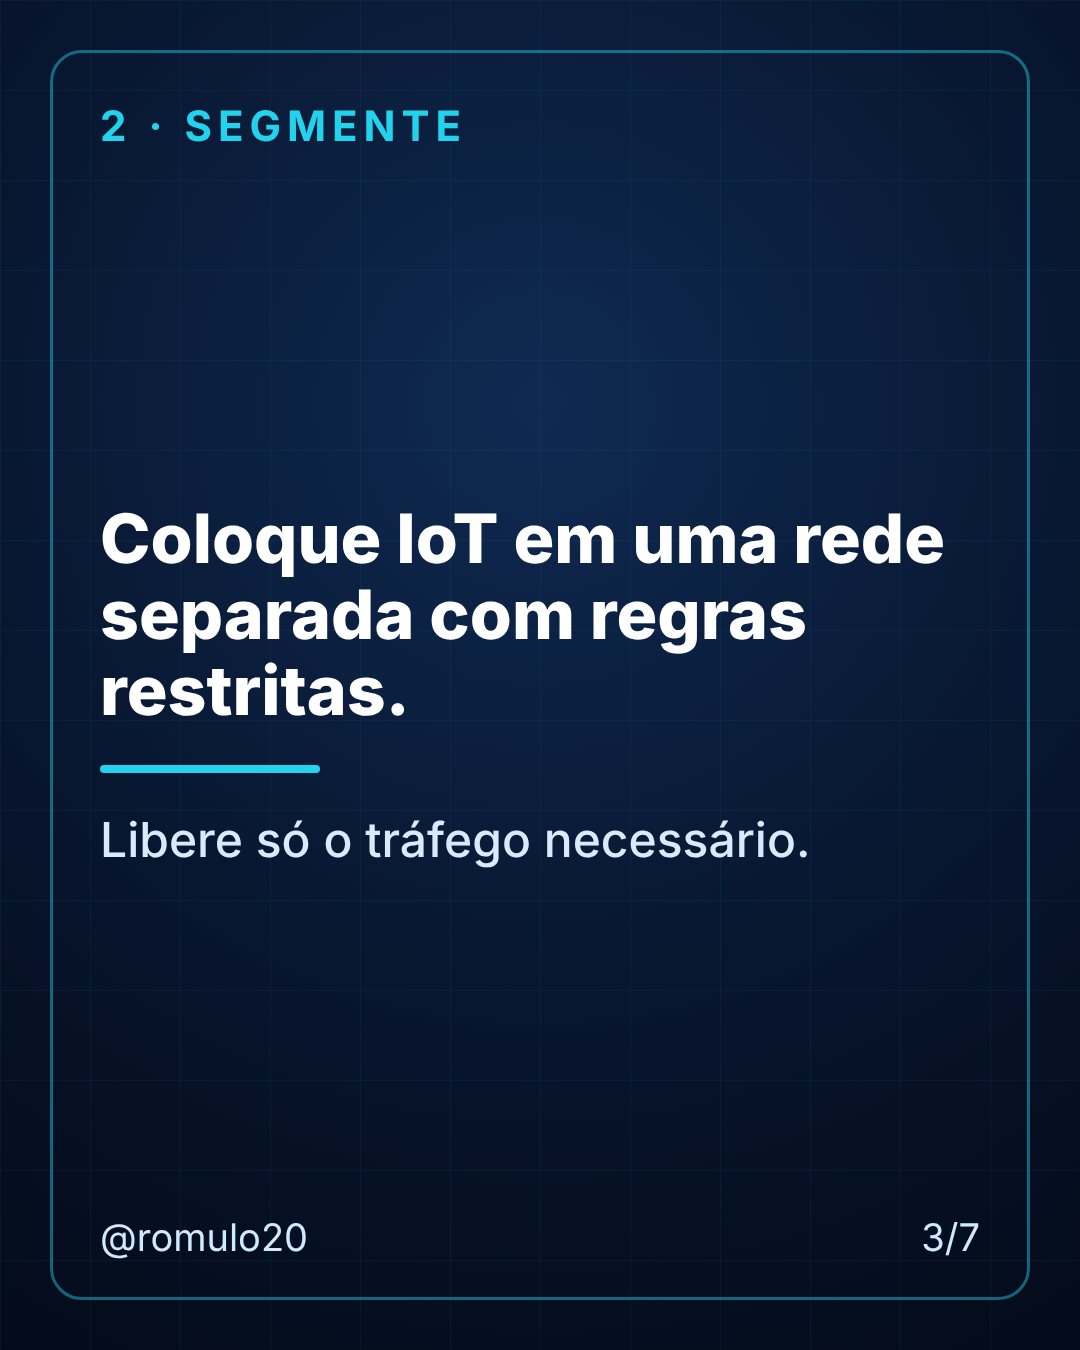 2 · SEGMENTE
Coloque IoT em uma rede
separada com regras
restritas.
Libere só o tráfego necessário.
@romulo20
3/7